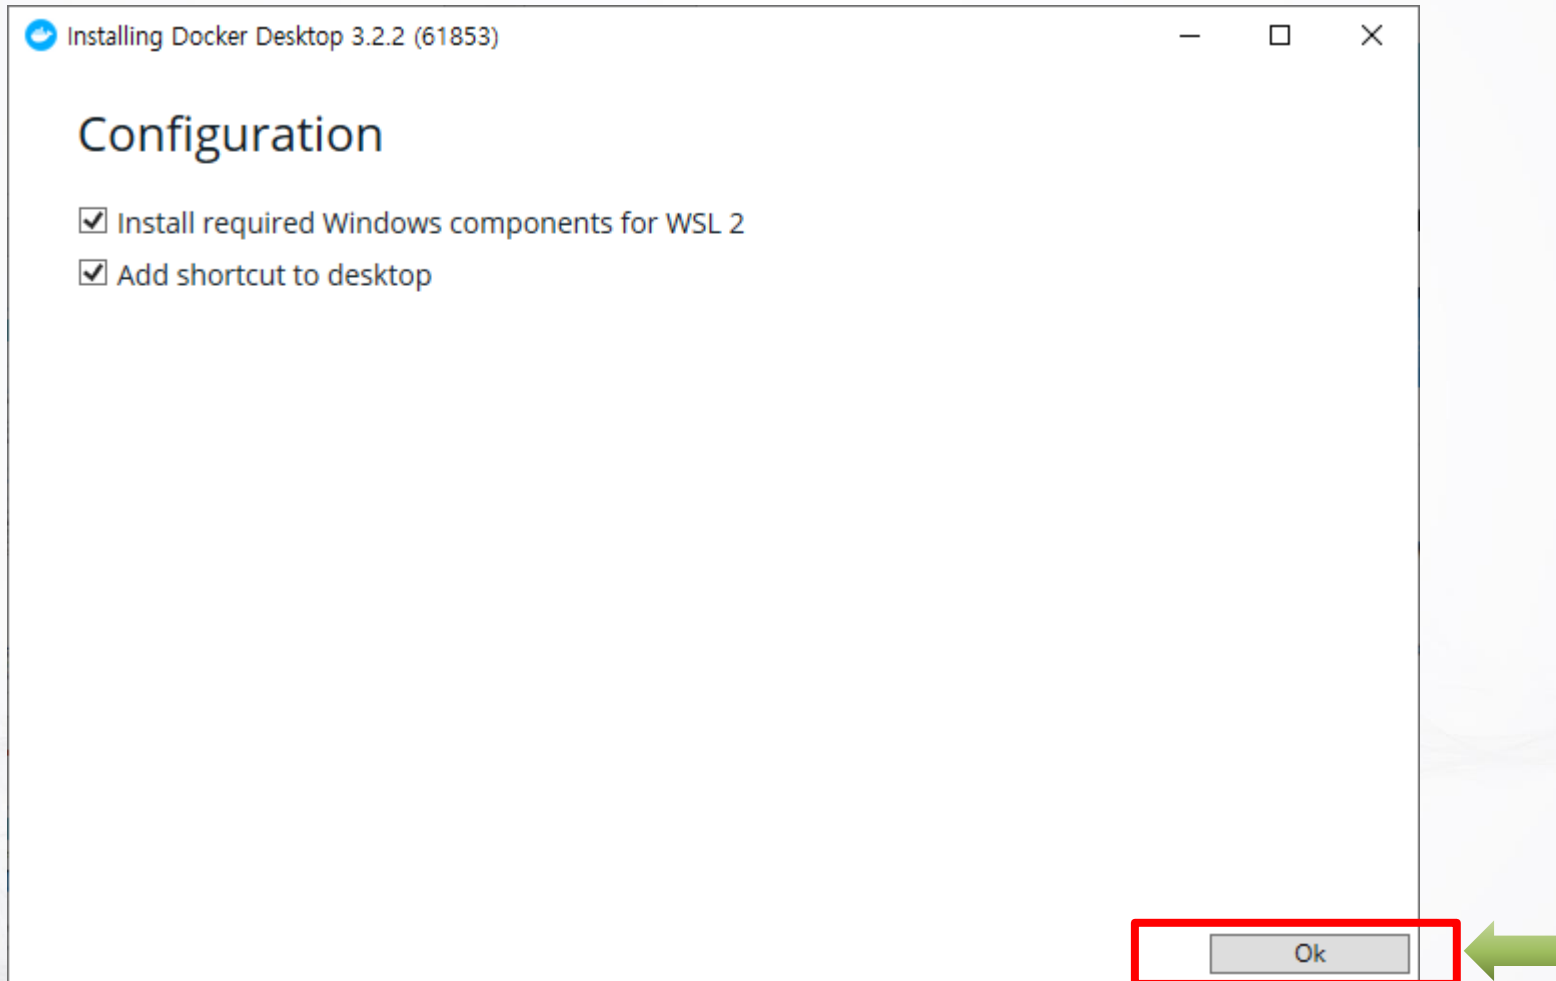 Installing Docker Desktop 3.2.2 (61853)
Configuration
Install required Windows components for WSL 2
Add shortcut to desktop
Ok